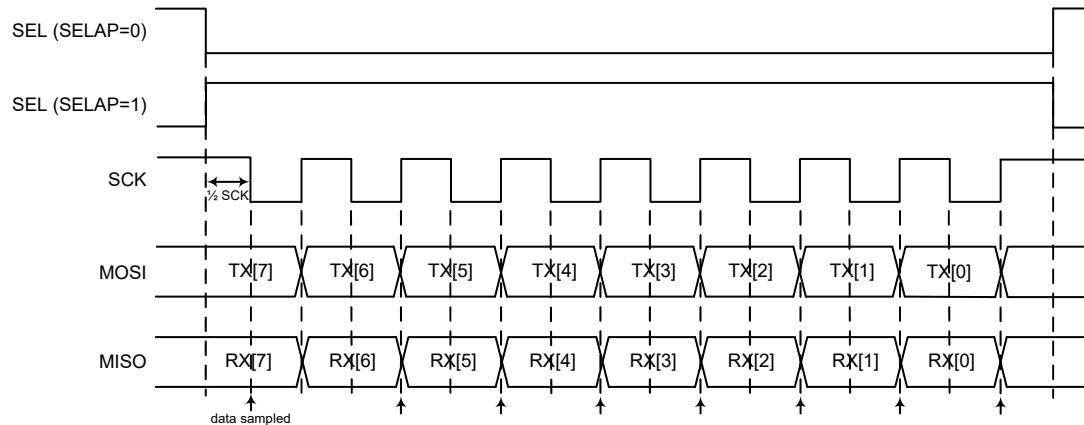 SEL (SELAP=0)
SEL (SELAP=1)
SCK
½ SCK
MOSI
TX[7] TX[6] TX[5] TX[4] TX[3] TX[2] TX[1] TX[0]
MISO
RX[7] RX[6] RX[5] RX[4] RX[3] RX[2] RX[1] RX[0]
data sampled